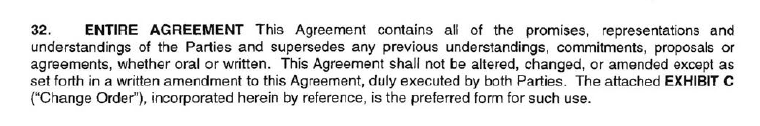 32. ENTIRE AGREEMENT This Agreement contains all of the promises, representations and
understandings of the Parties and supersedes any previous understandings, commitments, proposals or
agreements, whether oral or written. This Agreement shall not be altered, changed, or amended except as
set forth in a written amendment to this Agreement, duly executed by both Parties. The attached EXHIBIT C
("Change Order"), incorporated herein by reference, is the preferred form for such use.